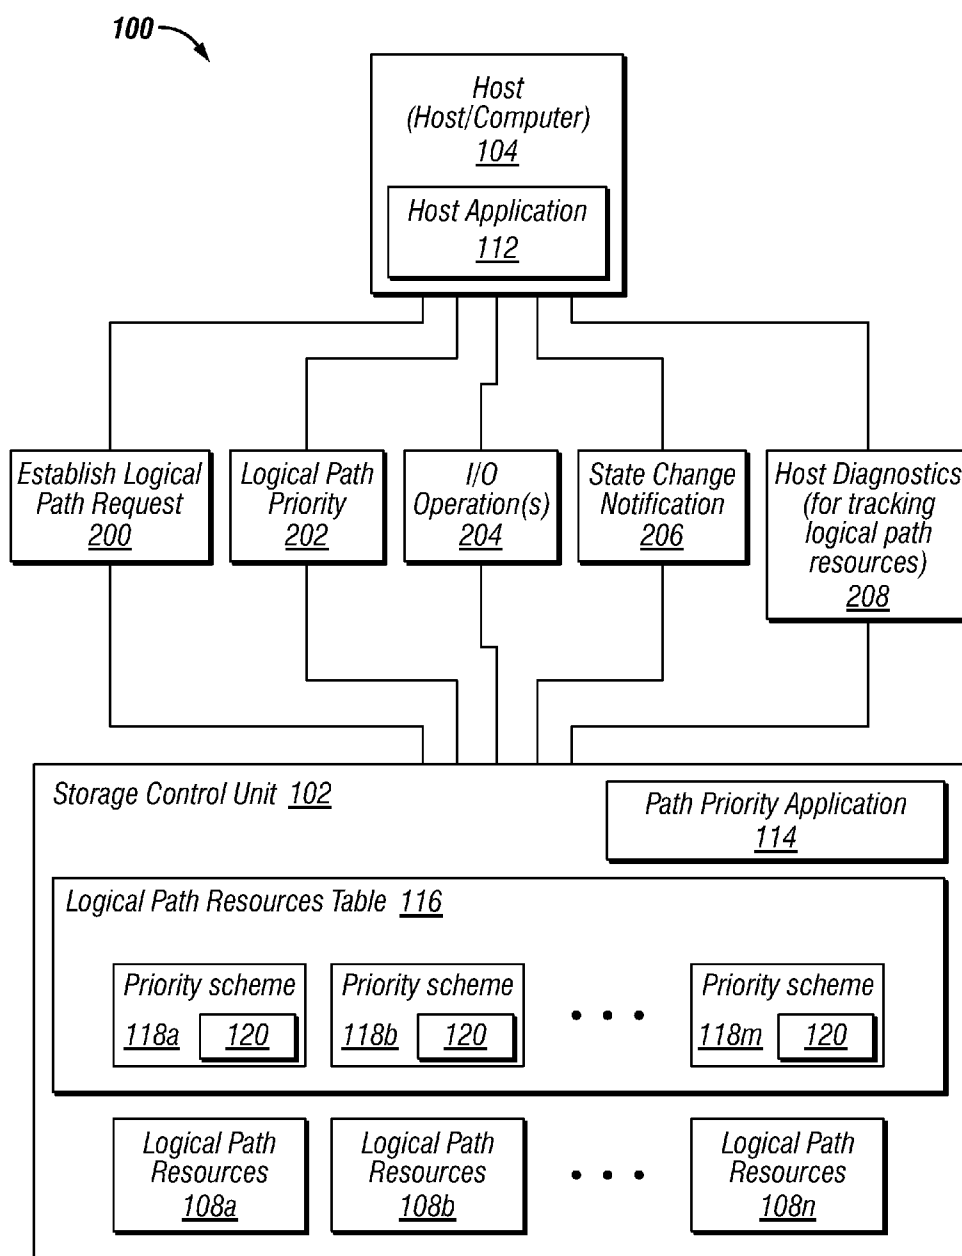 100
Host
(Host/Computer)
104
Host Application
112
Establish Logical
Path Request
200
Logical Path
Priority
202
I/O
Operation(s)
204
State Change
Notification
206
Host Diagnostics
(for tracking
logical path
resources)
208
Storage Control Unit 102
Path Priority Application
114
Logical Path Resources Table 116
Priority scheme
118a 120
Priority scheme
118b 120
Priority scheme
118m 120
Logical Path
Resources
108a
Logical Path
Resources
108b
Logical Path
Resources
108n